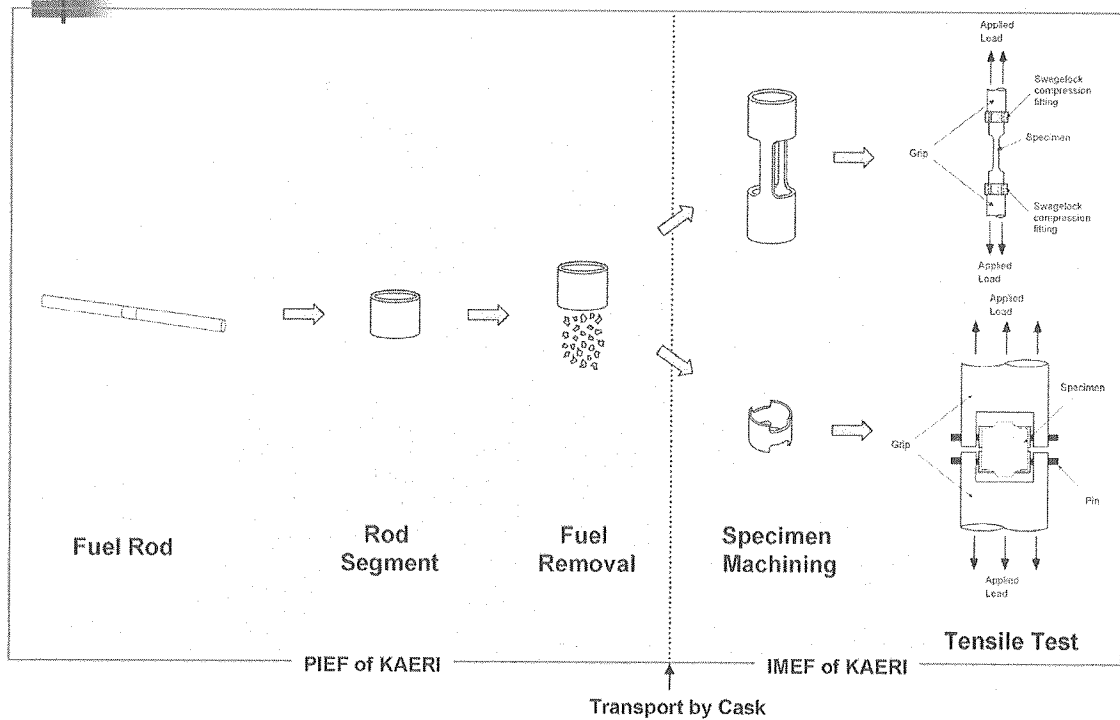 Applied
Load
Swagelock
compression
fitting
Specimen
Grip
Swagelock
compression
fitting
Applied
Load
Applied
Load
Specimen
Grip
Pin
Applied
Load
Fuel Rod
Rod
Segment
Fuel
Removal
Specimen
Machining
Tensile Test
PIEF of KAERI
IMEF of KAERI
Transport by Cask